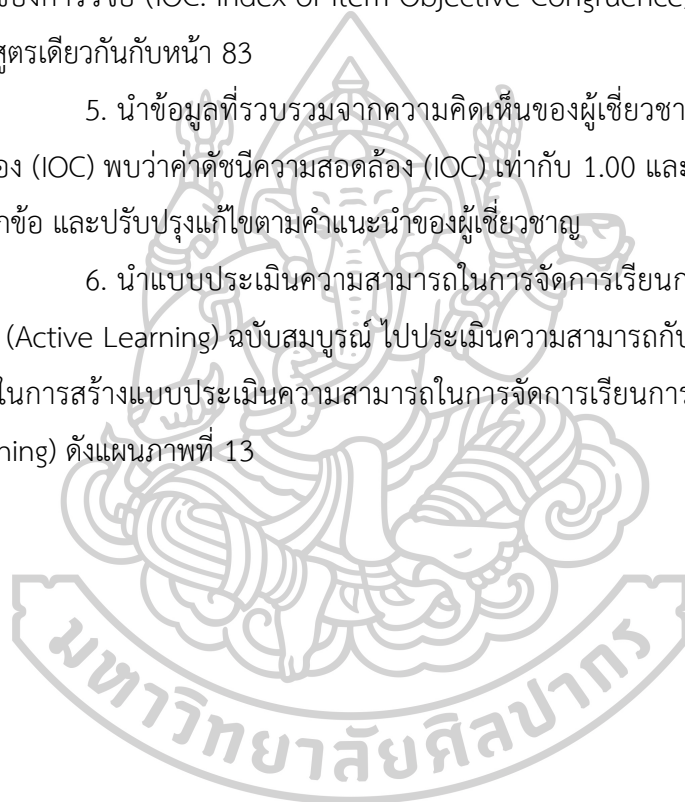 ของการวิจัย (IOC: Index of Item Objective Congruence
สูตรเดียวกันกับหน้า 83
5. นำข้อมูลที่รวบรวมจากความคิดเห็นของผู้เชี่ยวชา
อง (IOC) พบว่าค่าดัชนีความสอดคล้อง (IOC) เท่ากับ 1.00 และ
กข้อ และปรับปรุงแก้ไขตามคำแนะนำของผู้เชี่ยวชาญ
6. นำแบบประเมินความสามารถในการจัดการเรียนก
(Active Learning) ฉบับสมบูรณ์ ไปประเมินความสามารถกับ
ในการสร้างแบบประเมินความสามารถในการจัดการเรียนการ
ning) ดังแผนภาพที่ 13
มหาวิทยาลัยศิลปากร